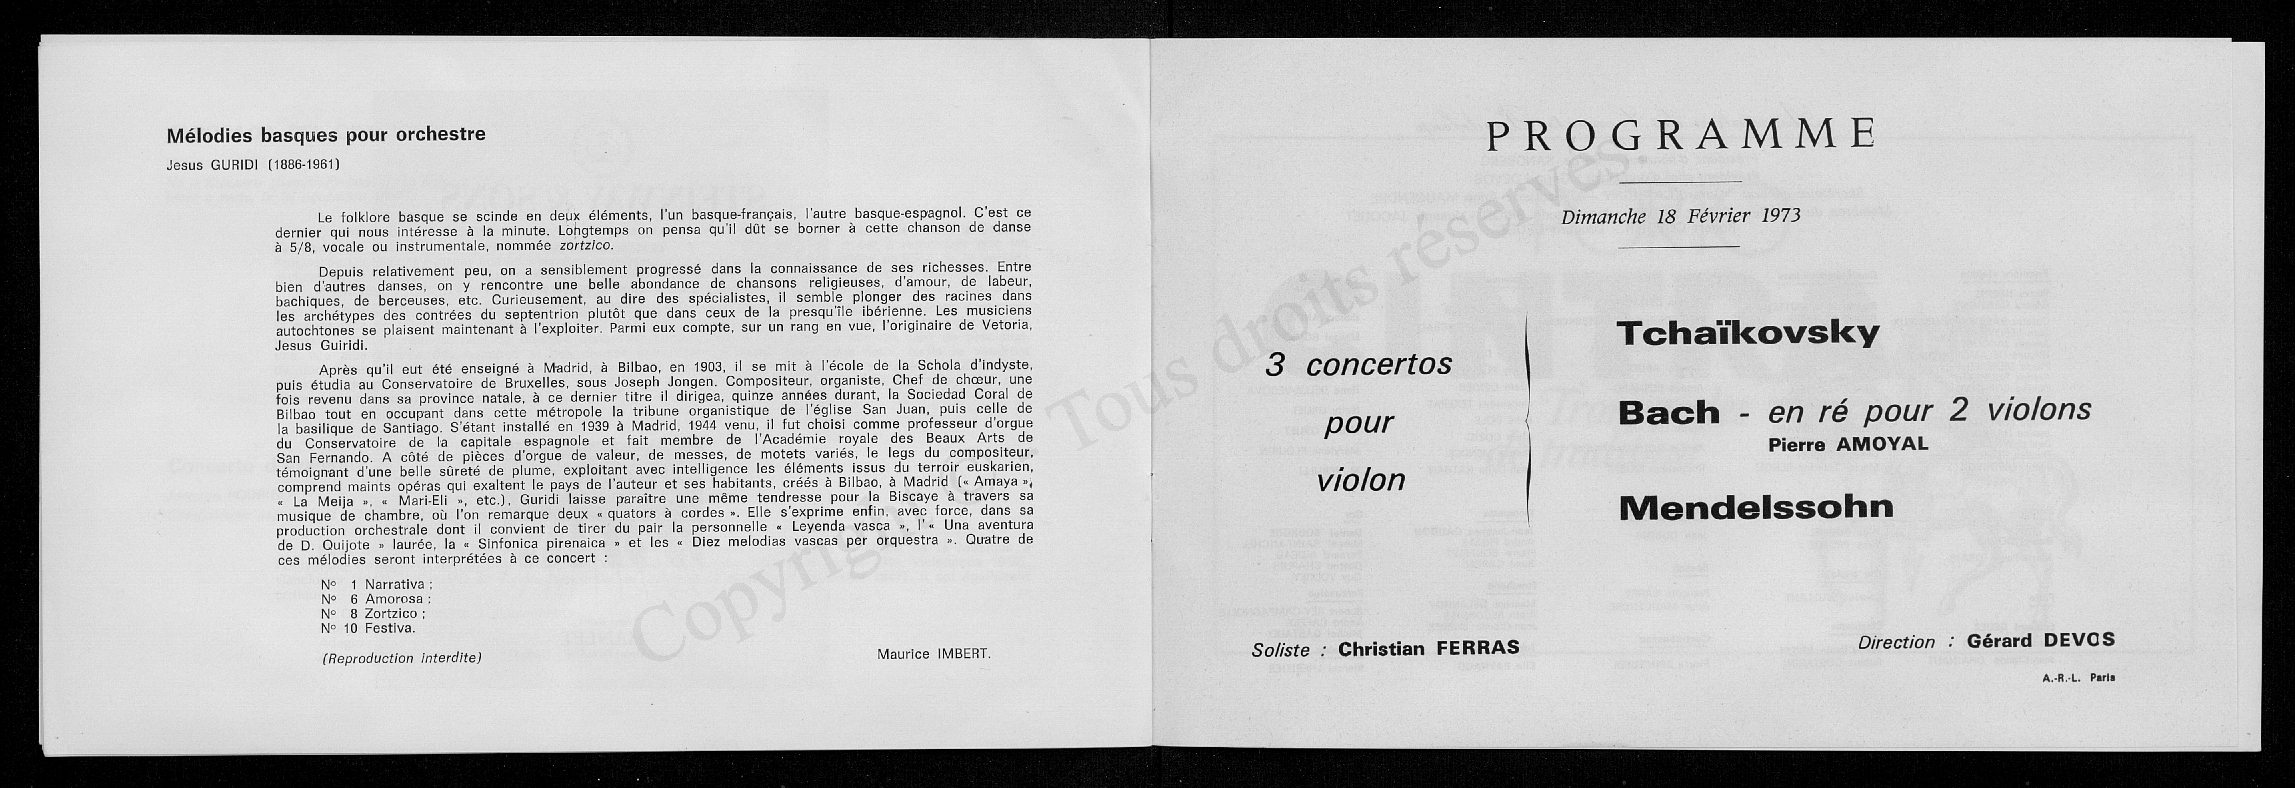 Mélodies basques pour orchestre
Jesus GURIDI (1886-1961)
Le folklore basque se scinde en deux éléments, l'un basque-français, l'autre basque-espagnol. C'est ce
dernier qui nous intéresse à la minute. Longtemps on pensa qu'il dût se borner à cette chanson de danse
à 5/8, vocale ou instrumentale, nommée zortzico.
Depuis relativement peu, on a sensiblement progressé dans la connaissance de ses richesses. Entre
bien d'autres danses, on y rencontre une belle abondance de chansons religieuses, d'amour, de labeur,
bachiques, de berceuses, etc. Curieusement, au dire des spécialistes, il semble plonger des racines dans
les archétypes des contrées du septentrion plutôt que dans ceux de la presqu'île ibérienne. Les musiciens
autochtones se plaisent maintenant à l'exploiter. Parmi eux compte, sur un rang en vue, l'originaire de Vetoria,
Jesus Guiridi.
Après qu'il eut été enseigné à Madrid, à Bilbao, en 1903, il se mit à l'école de la Schola d'indyste,
puis étudia au Conservatoire de Bruxelles, sous Joseph Jongen. Compositeur, organiste, Chef de chœur, une
fois revenu dans sa province natale, à ce dernier titre il dirigea, quinze années durant, la Sociedad Coral de
Bilbao tout en occupant dans cette métropole la tribune organistique de l'église San Juan, puis celle de
la basilique de Santiago. S'étant installé en 1939 à Madrid, 1944 venu, il fut choisi comme professeur d'orgue
du Conservatoire de la capitale espagnole et fait membre de l'Académie royale des Beaux Arts de
San Fernando. A côté de pièces d'orgue de valeur, de messes, de motets variés, le legs du compositeur,
témoignant d'une belle sûreté de plume, exploitant avec intelligence les éléments issus du terroir euskarien,
comprend maints opéras qui exaltent le pays de l'auteur et ses habitants, créés à Bilbao, à Madrid (« Amaya »,
« La Meija », « Mari-Eli », etc.). Guridi laisse paraître une même tendresse pour la Biscaye à travers sa
musique de chambre, où l'on remarque deux « quators à cordes ». Elle s'exprime enfin, avec force, dans sa
production orchestrale dont il convient de tirer du pair la personnelle « Leyenda vasca », l'« Una aventura
de D. Quijote » laurée, la « Sinfonica pirenaica » et les « Diez melodias vascas per orquestra ». Quatre de
ces mélodies seront interprétées à ce concert :
N° 1 Narrativa ;
N° 6 Amorosa ;
N° 8 Zortzico ;
N° 10 Festiva.
(Reproduction interdite)
Maurice IMBERT.
PROGRAMME
Dimanche 18 Février 1973
3 concertos
pour
violon
Tchaïkovsky
Bach - en ré pour 2 violons
Pierre AMOYAL
Mendelssohn
Soliste : Christian FERRAS
Direction : Gérard DEVOS
A.-R.-L. Paris
Copyright Tous droits réservés.